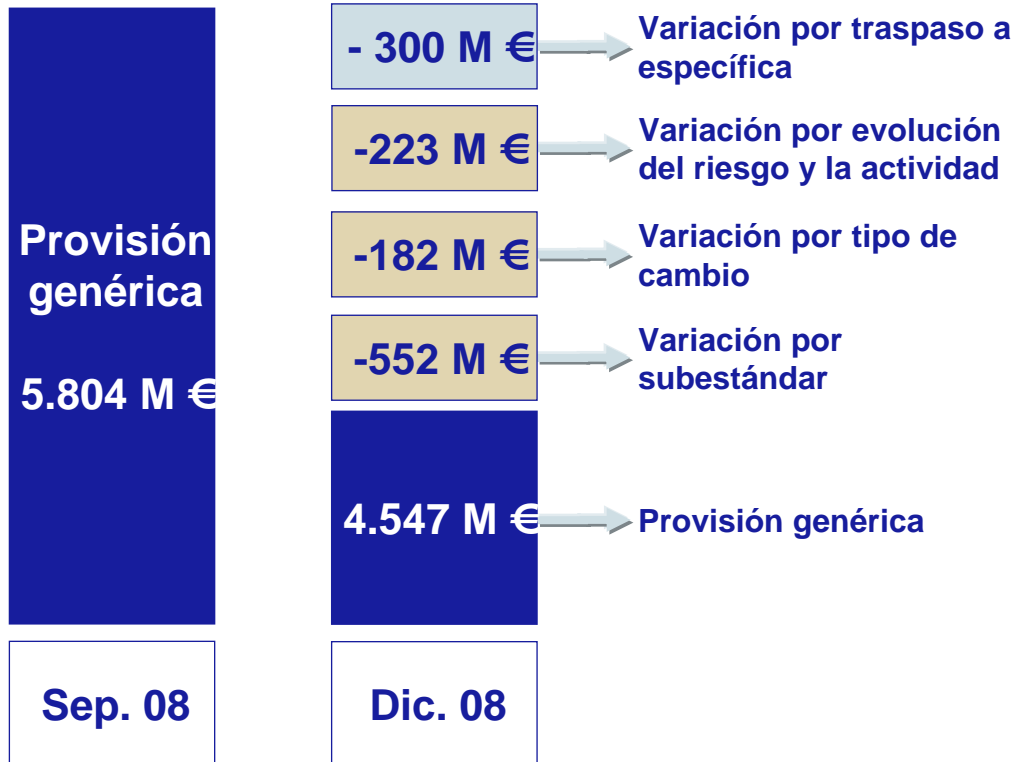 Provisión
genérica
5.804 M €
Sep. 08
- 300 M €
Variación por traspaso a
específica
-223 M €
Variación por evolución
del riesgo y la actividad
-182 M €
Variación por tipo de
cambio
-552 M €
Variación por
subestándar
4.547 M €
Provisión genérica
Dic. 08